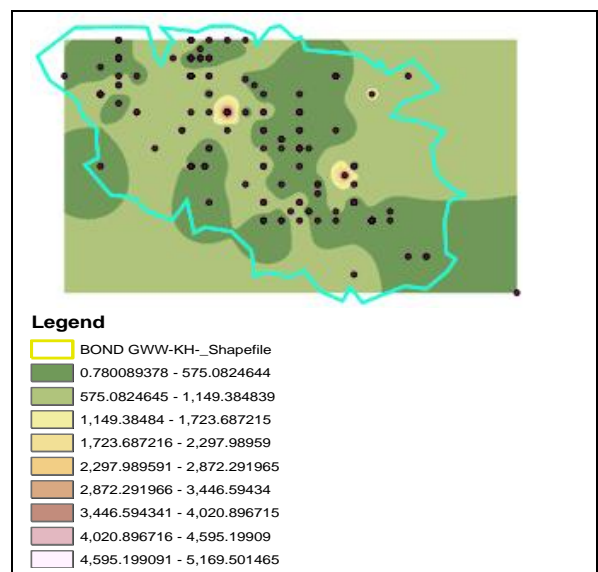 Legend
BOND GWW-KH-_Shapefile
0.780089378 - 575.0824644
575.0824645 - 1,149.384839
1,149.38484 - 1,723.687215
1,723.687216 - 2,297.98959
2,297.989591 - 2,872.291965
2,872.291966 - 3,446.59434
3,446.594341 - 4,020.896715
4,020.896716 - 4,595.19909
4,595.199091 - 5,169.501465